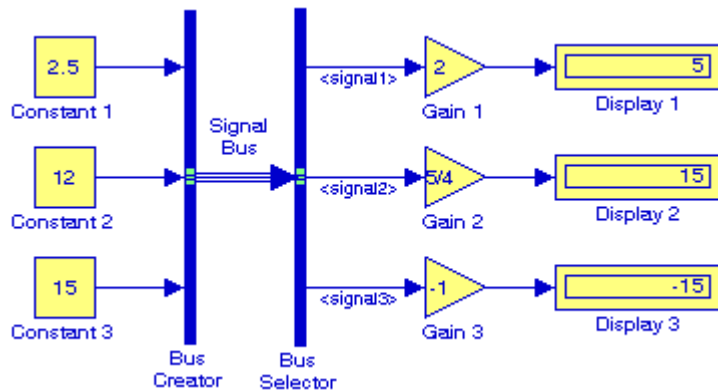 2.5
Constant 1
<signal1>
2
Gain 1
5
Display 1
Signal
Bus
12
Constant 2
<signal2>
5/4
Gain 2
15
Display 2
15
Constant 3
<signal3>
-1
Gain 3
-15
Display 3
Bus
Creator
Bus
Selector